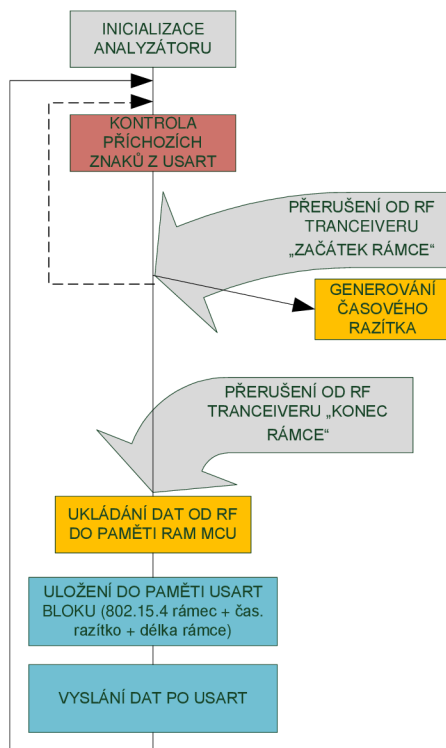 INICIALIZACE
ANALYZÁTORU
KONTROLA
PŘÍCHOZÍCH
ZNAKŮ Z USART
PŘERUŠENÍ OD RF
TRANCEIVERU
„ZAČÁTEK RÁMCE“
GENEROVÁNÍ
ČASOVÉHO
RAZÍTKA
PŘERUŠENÍ OD RF
TRANCEIVERU „KONEC
RÁMCE“
UKLÁDÁNÍ DAT OD RF
DO PAMĚTI RAM MCU
ULOŽENÍ DO PAMĚTI USART
BLOKU (802.15.4 rámec + čas.
razítko + délka rámce)
VYSLÁNÍ DAT PO USART